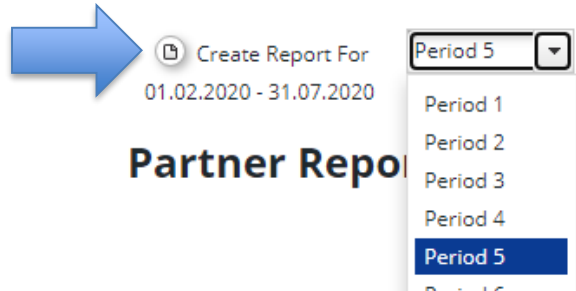 Create Report For Period 5
01.02.2020 - 31.07.2020
Period 1
Period 2
Partner Repo
Period 3
Period 4
Period 5